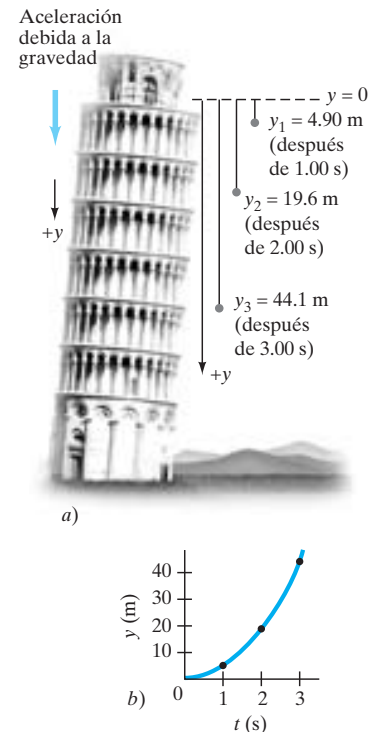 Aceleración
debida a la
gravedad
+y
y = 0
y₁ = 4.90 m
(después
de 1.00 s)
y₂ = 19.6 m
(después
de 2.00 s)
y₃ = 44.1 m
(después
de 3.00 s)
+y
a)
40
30
20
10
y (m)
b)
0
1 2 3
t (s)